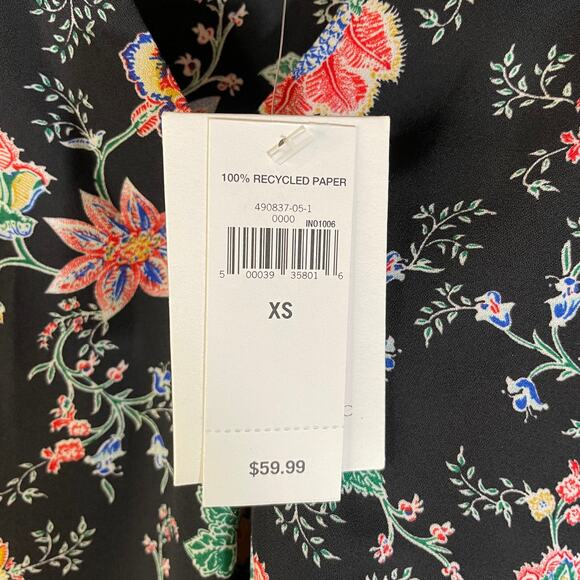 100% RECYCLED PAPER
490837-05-1
0000
IN01006
5 00039 35801 6
XS
C
$59.99